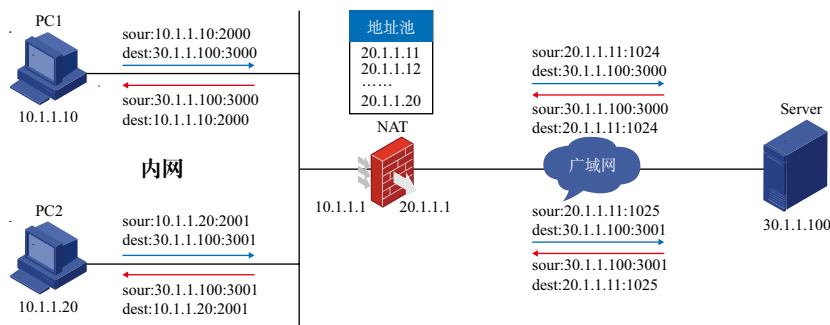 PC1
sour:10.1.1.10:2000
dest:30.1.1.100:3000
sour:30.1.1.100:3000
dest:10.1.1.10:2000
10.1.1.10
内网
PC2
sour:10.1.1.20:2001
dest:30.1.1.100:3001
sour:30.1.1.100:3001
dest:10.1.1.20:2001
10.1.1.20
地址池
20.1.1.11
20.1.1.12
……
20.1.1.20
NAT
10.1.1.1
20.1.1.1
sour:20.1.1.11:1024
dest:30.1.1.100:3000
sour:30.1.1.100:3000
dest:20.1.1.11:1024
广域网
sour:20.1.1.11:1025
dest:30.1.1.100:3001
sour:30.1.1.100:3001
dest:20.1.1.11:1025
Server
30.1.1.100